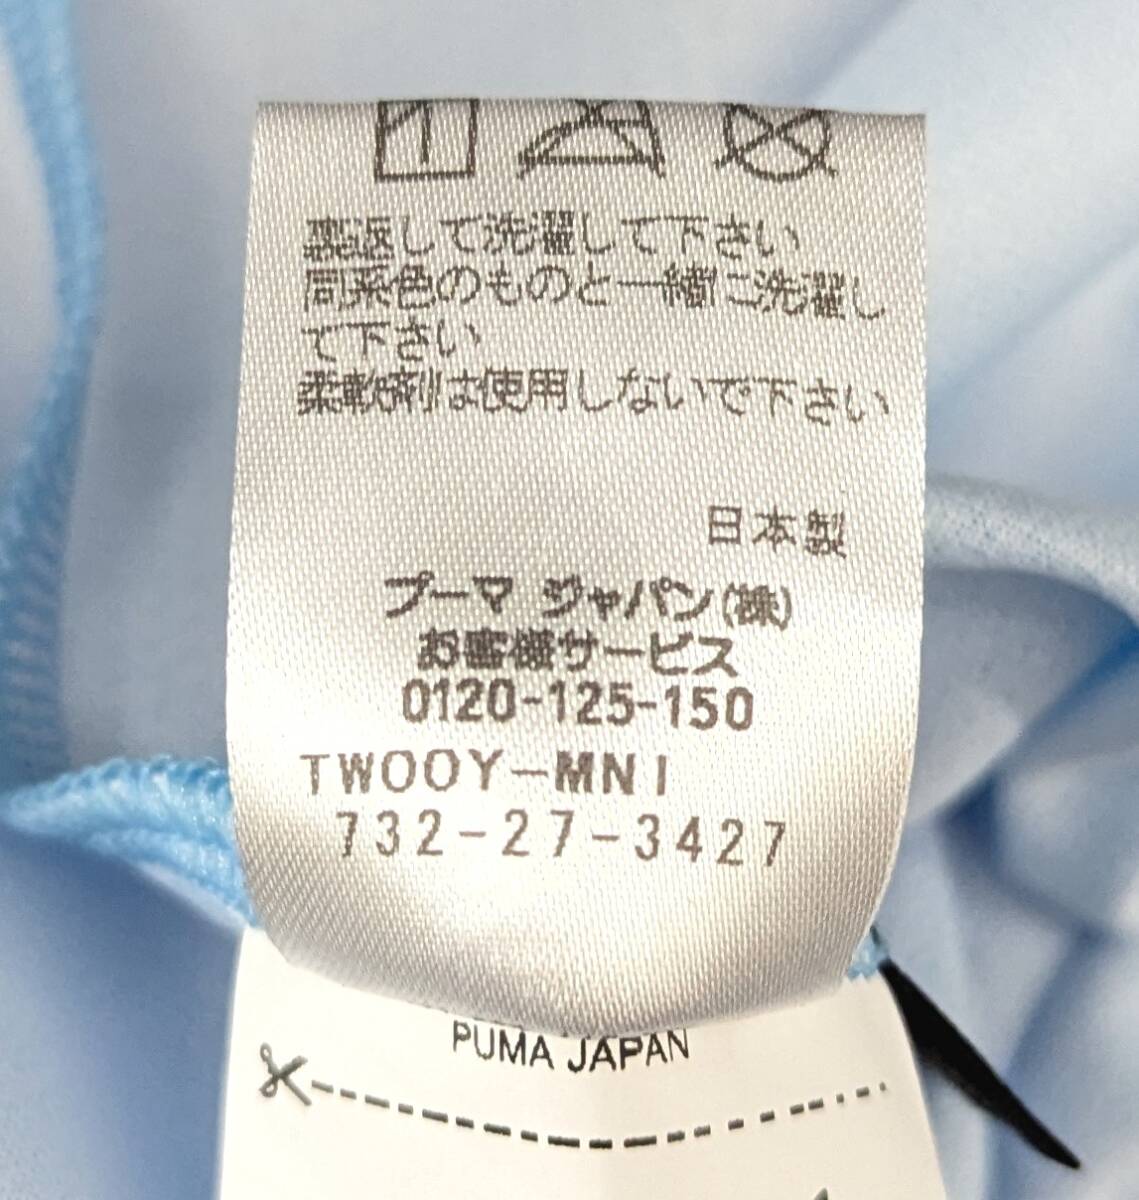 裏返して洗濯して下さい
同系色のものと一緒に洗濯し
て下さい
柔軟剤は使用しないで下さい
日本製
プーマ ジャパン(株)
お客様サービス
0120-125-150
TWOOY-MNI
732-27-3427
PUMA JAPAN